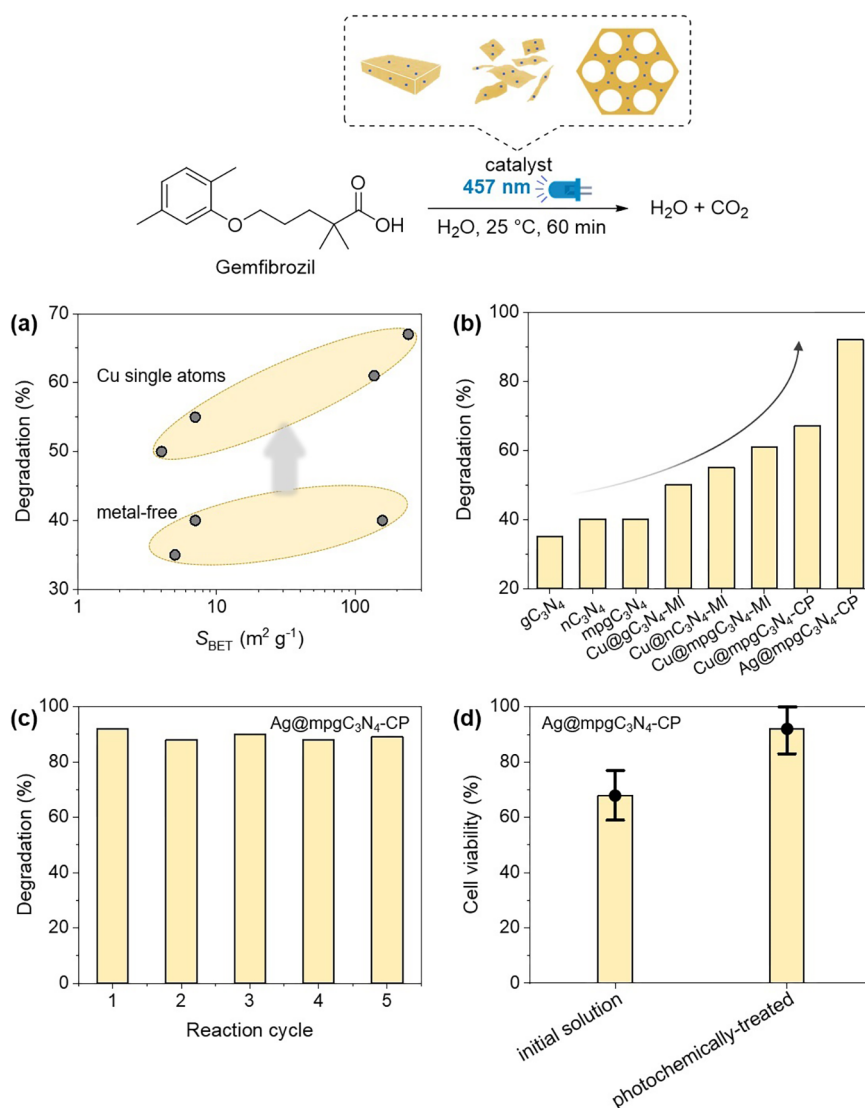 catalyst
457 nm
H₂O, 25 °C, 60 min
H₂O + CO₂
O
OH
O
Gemfibrozil
(a)
70
60
50
40
30
Degradation (%)
Cu single atoms
metal-free
1
10
100
S_BET (m² g⁻¹)
(b)
100
80
60
40
20
Degradation (%)
gC₃N₄
nC₃N₄
mpgC₃N₄
Cu@gC₃N₄-MI
Cu@nC₃N₄-MI
Cu@mpgC₃N₄-MI
Cu@mpgC₃N₄-CP
Ag@mpgC₃N₄-CP
(c)
100
80
60
40
20
0
Degradation (%)
Ag@mpgC₃N₄-CP
1
2
3
4
5
Reaction cycle
(d)
100
80
60
40
20
0
Cell viability (%)
Ag@mpgC₃N₄-CP
initial solution
photochemically-treated